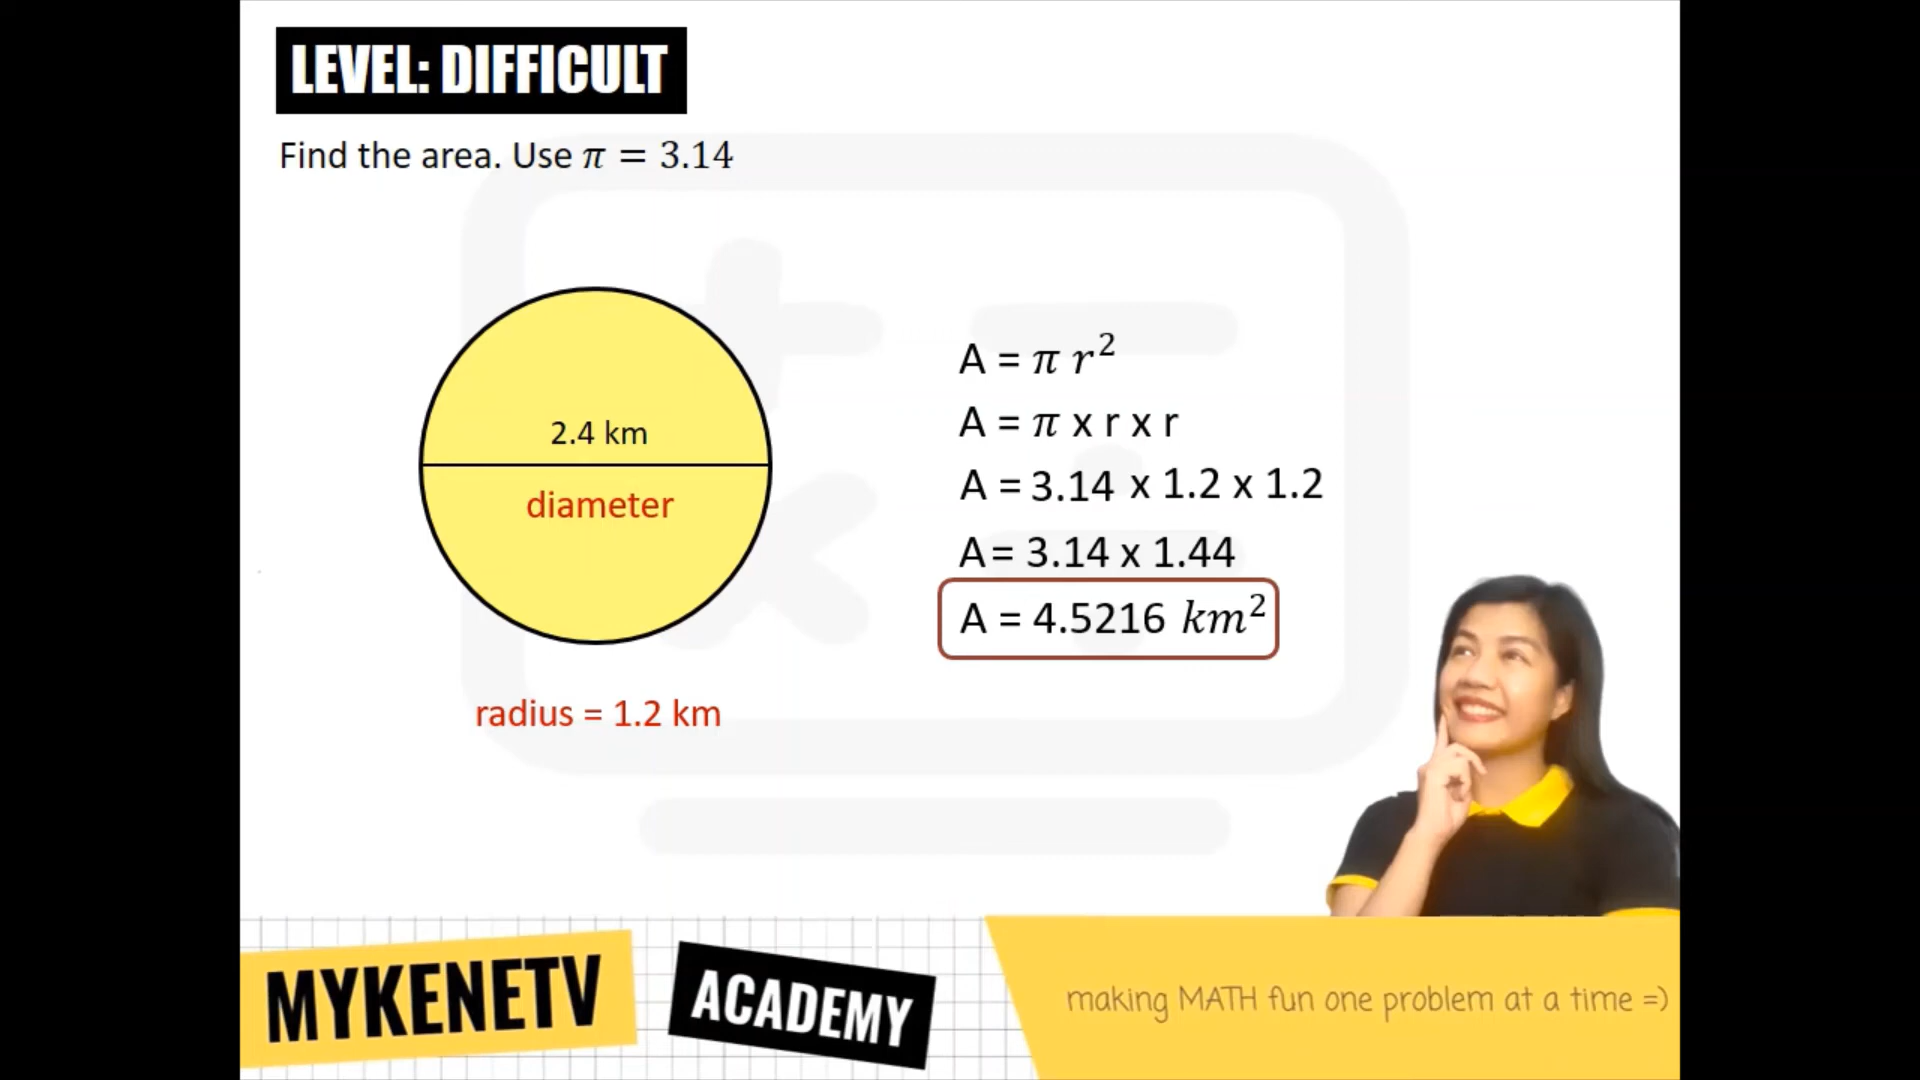 LEVEL: DIFFICULT
Find the area. Use π = 3.14
2.4 km
diameter
radius = 1.2 km
A = π r²
A = π x r x r
A = 3.14 x 1.2 x 1.2
A= 3.14 x 1.44
A = 4.5216 km²
MYKENETV
ACADEMY
making MATH fun one problem at a time =)